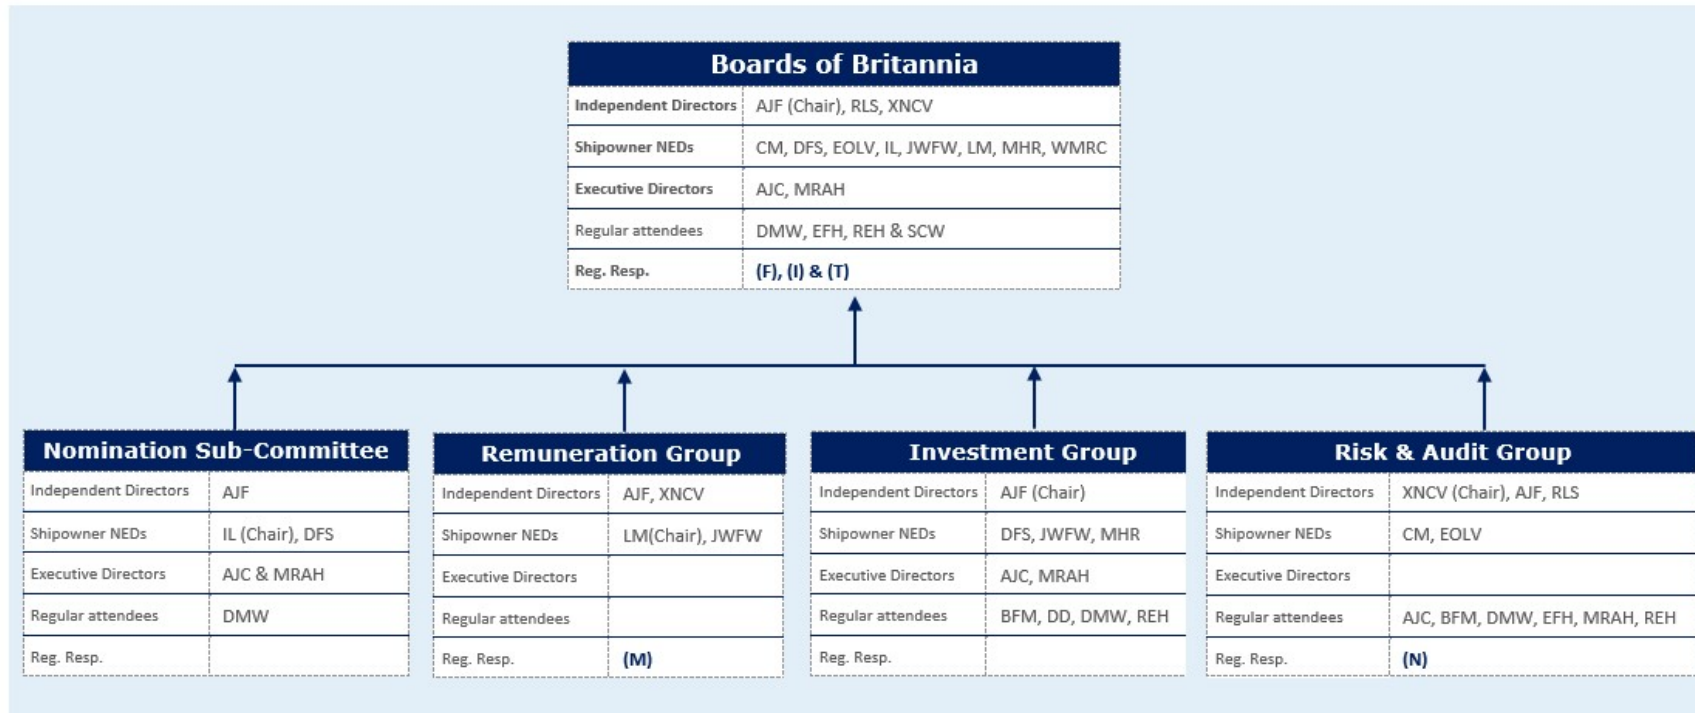 Boards of Britannia
Independent Directors AJF (Chair), RLS, XNCV
Shipowner NEDs CM, DFS, EOLV, IL, JWFW, LM, MHR, WMRC
Executive Directors AJC, MRAH
Regular attendees DMW, EFH, REH & SCW
Reg. Resp. (F), (I) & (T)
Nomination Sub-Committee
Independent Directors AJF
Shipowner NEDs IL (Chair), DFS
Executive Directors AJC & MRAH
Regular attendees DMW
Reg. Resp.
Remuneration Group
Independent Directors AJF, XNCV
Shipowner NEDs LM(Chair), JWFW
Executive Directors
Regular attendees
Reg. Resp. (M)
Investment Group
Independent Directors AJF (Chair)
Shipowner NEDs DFS, JWFW, MHR
Executive Directors AJC, MRAH
Regular attendees BFM, DD, DMW, REH
Reg. Resp.
Risk & Audit Group
Independent Directors XNCV (Chair), AJF, RLS
Shipowner NEDs CM, EOLV
Executive Directors
Regular attendees AJC, BFM, DMW, EFH, MRAH, REH
Reg. Resp. (N)